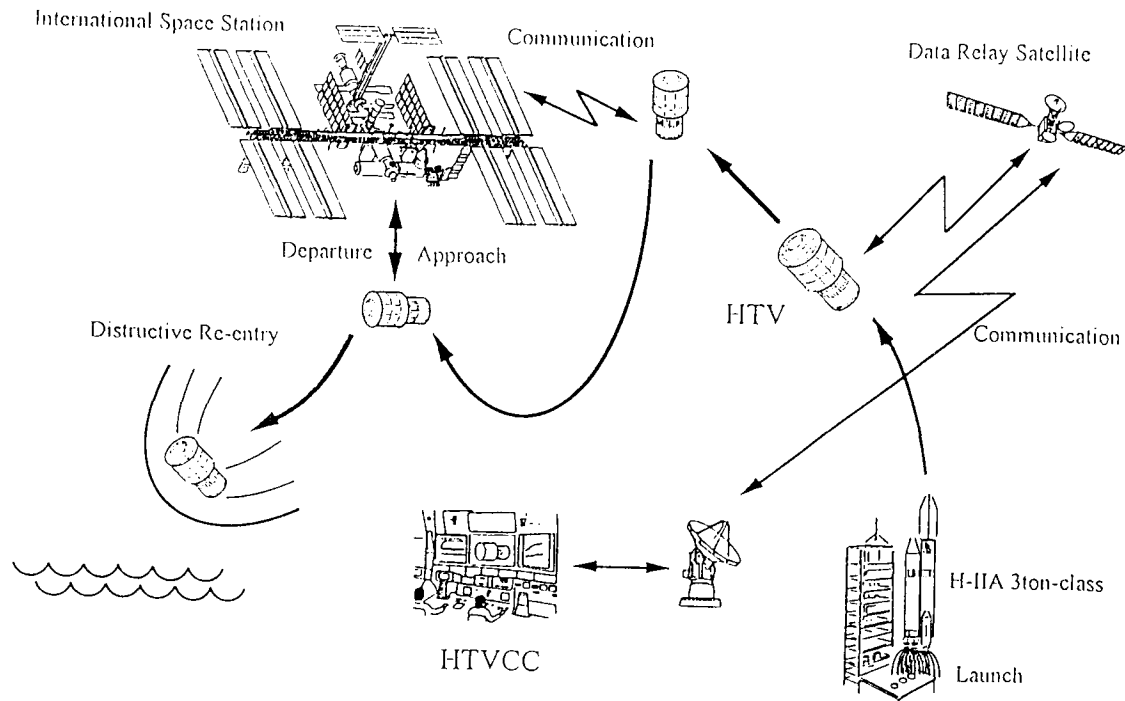 International Space Station
Communication
Data Relay Satellite
Departure
Approach
HTV
Distructive Re-entry
Communication
H-IIA 3ton-class
HTVCC
Launch